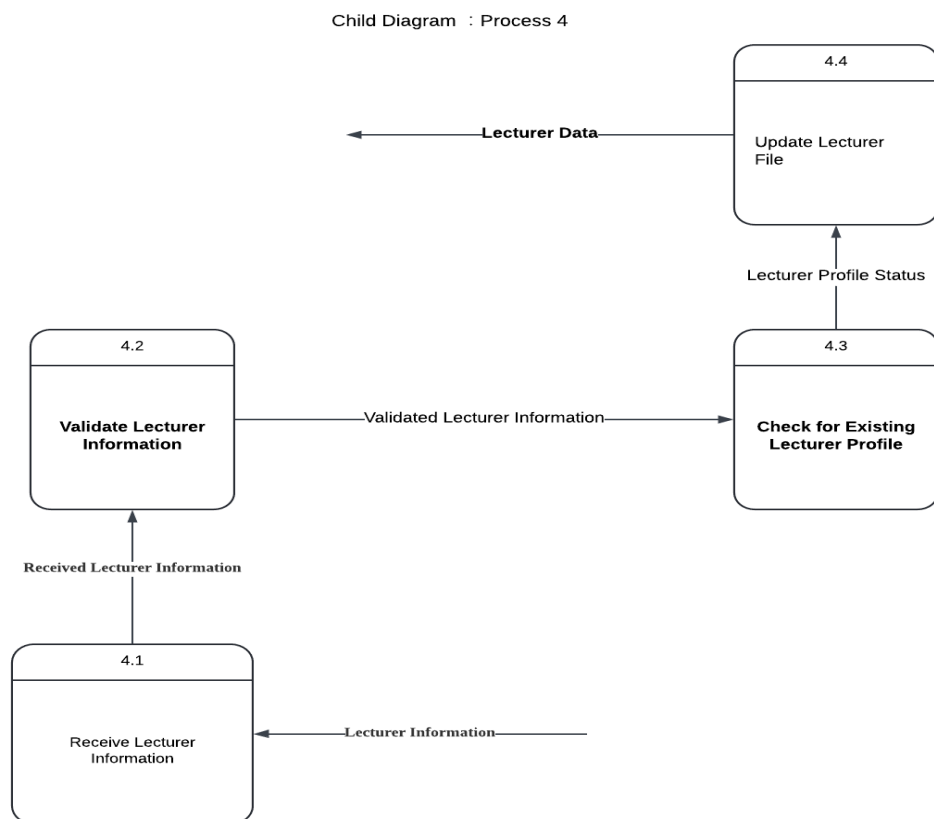 Child Diagram : Process 4
4.4
Update Lecturer
File
Lecturer Data
Lecturer Profile Status
4.2
Validate Lecturer
Information
Validated Lecturer Information
4.3
Check for Existing
Lecturer Profile
Received Lecturer Information
4.1
Receive Lecturer
Information
Lecturer Information